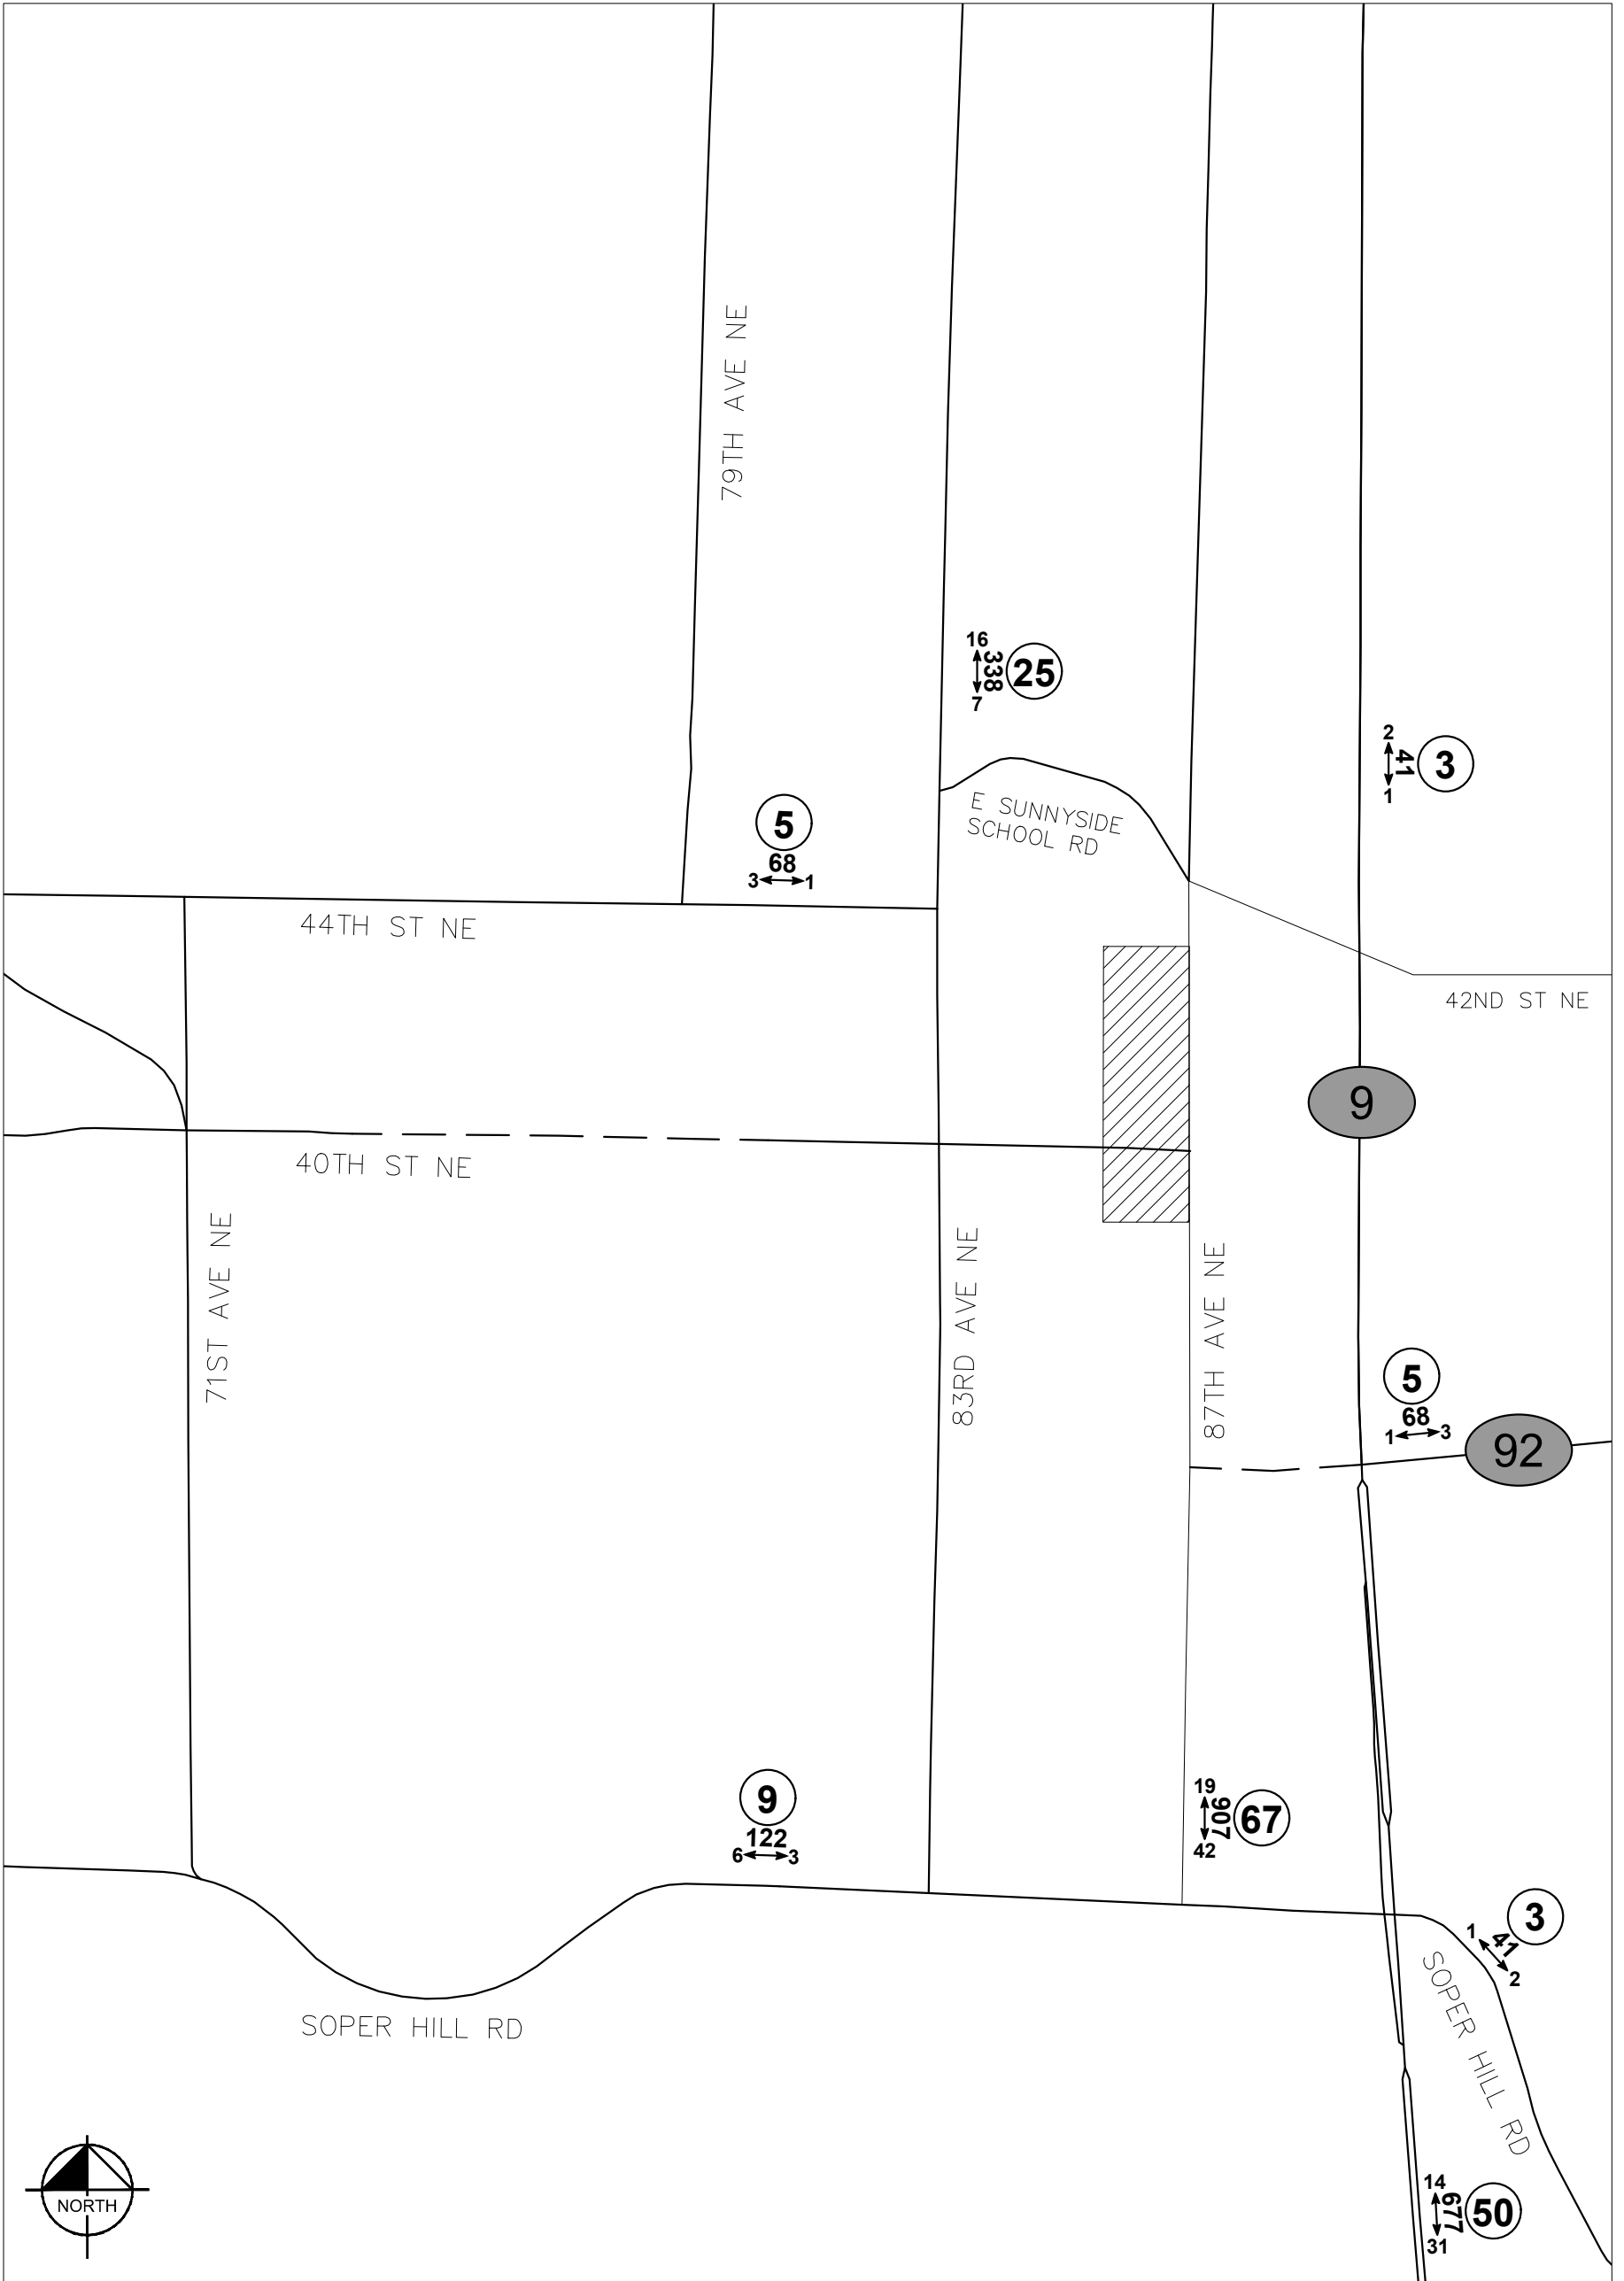 79TH AVE NE
16
338
7
25
2
41
1
3
E SUNNYSIDE
SCHOOL RD
5
68
3 1
44TH ST NE
42ND ST NE
9
40TH ST NE
71ST AVE NE
83RD AVE NE
87TH AVE NE
5
68
1 3
92
9
122
6 3
19
907
42
67
3
1
41
2
SOPER HILL RD
SOPER HILL RD
NORTH
14
677
31
50